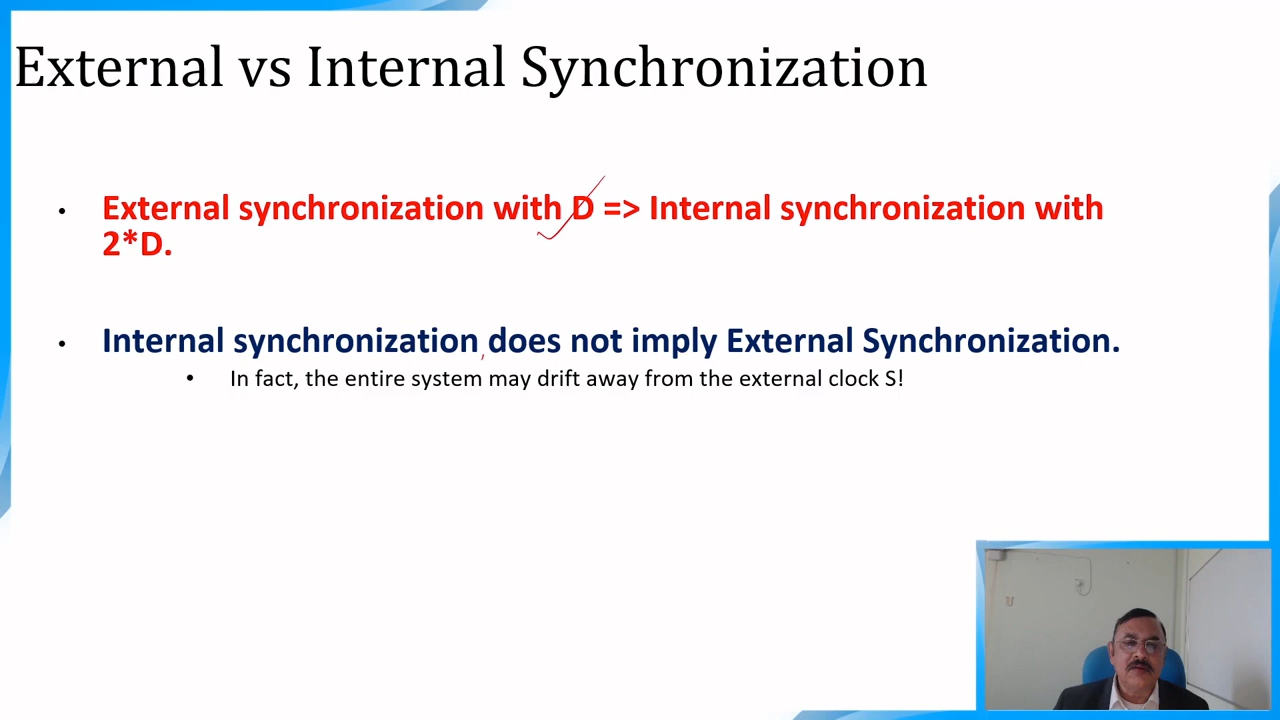 External vs Internal Synchronization
• External synchronization with D => Internal synchronization with
2*D.
• Internal synchronization does not imply External Synchronization.
• In fact, the entire system may drift away from the external clock S!